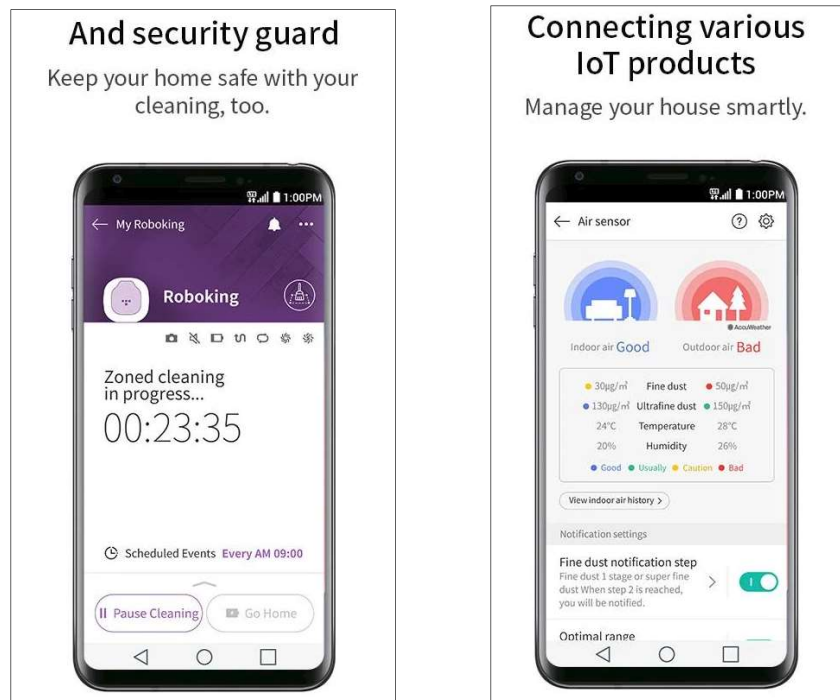 And security guard
Keep your home safe with your
cleaning, too.
1:00PM
← My Roboking
Roboking
Zoned cleaning
in progress...
00:23:35
Scheduled Events Every AM 09:00
Pause Cleaning
Go Home
Connecting various
IoT products
Manage your house smartly.
1:00PM
← Air sensor
AccuWeather
Indoor air Good
Outdoor air Bad
30μg/㎥ Fine dust 50μg/㎥
130μg/㎥ Ultrafine dust 150μg/㎥
24°C Temperature 28°C
20% Humidity 26%
Good Usually Caution Bad
View indoor air history >
Notification settings
Fine dust notification step
Fine dust 1 stage or super fine
dust When step 2 is reached,
you will be notified.
Optimal range